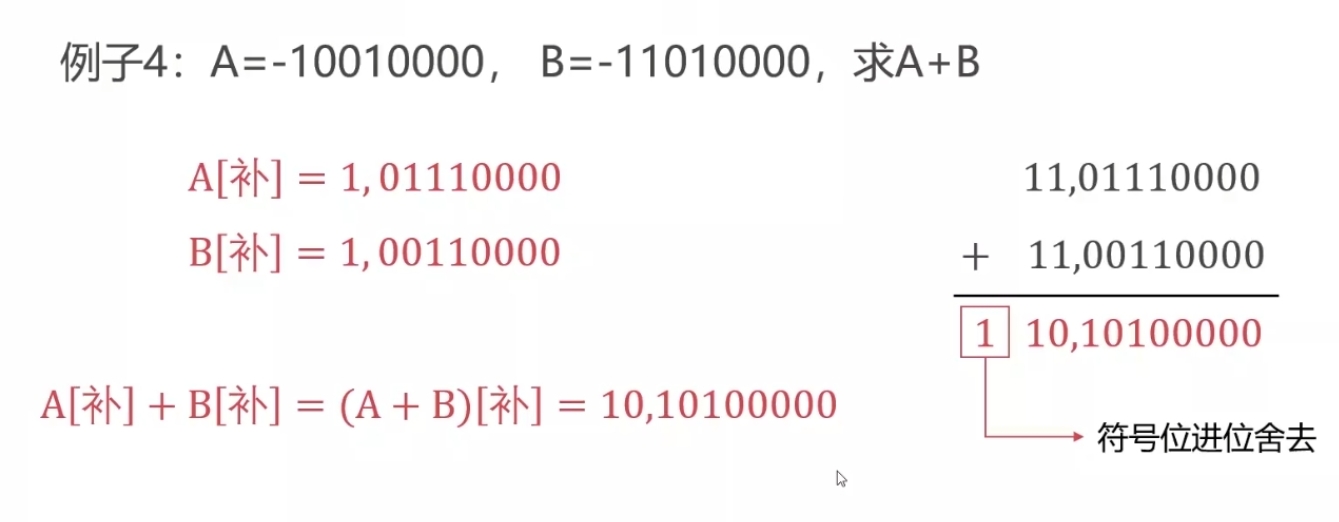 例子4：A=-10010000， B=-11010000，求A+B
A[补] = 1, 01110000
B[补] = 1, 00110000
A[补] + B[补] = (A + B)[补] = 10,10100000
11,01110000
+ 11,00110000
1 10,10100000
符号位进位舍去